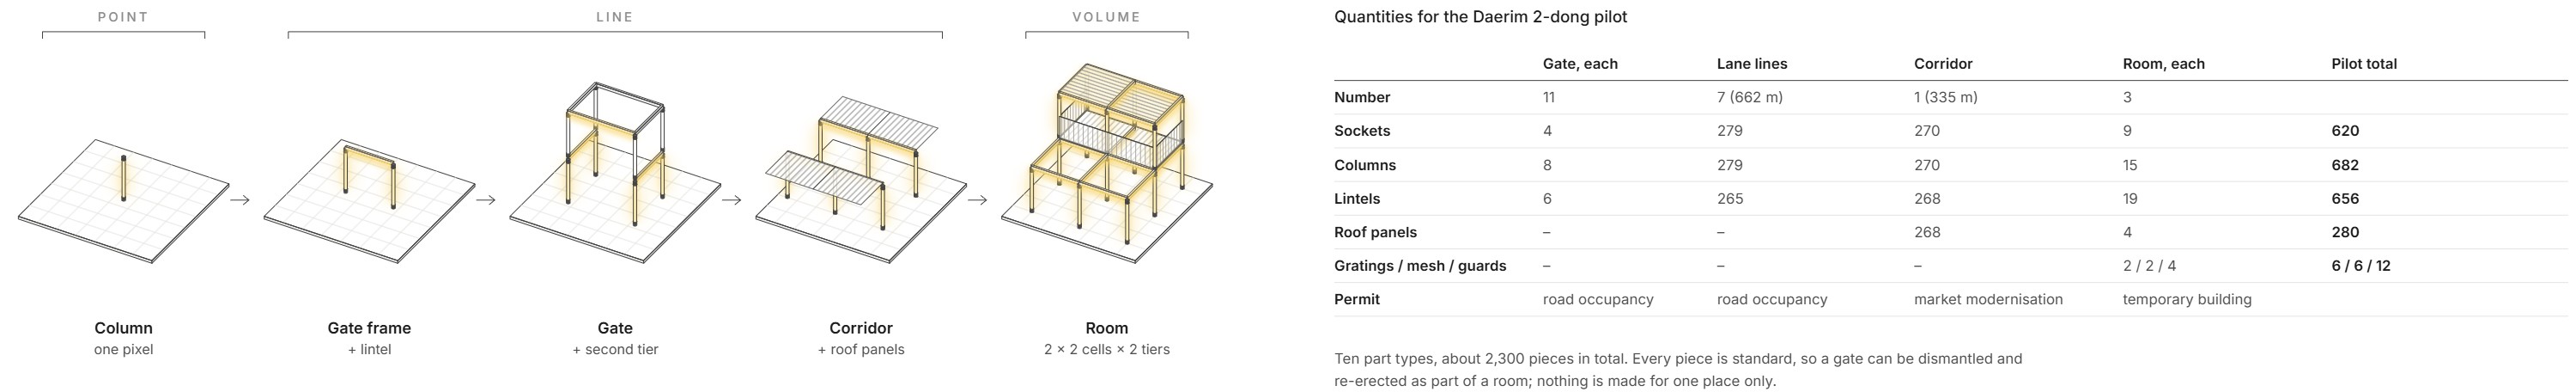 POINT
LINE
VOLUME
Column
one pixel
Gate frame
+ lintel
Gate
+ second tier
Corridor
+ roof panels
Room
2 × 2 cells × 2 tiers
Quantities for the Daerim 2-dong pilot
Gate, each Lane lines Corridor Room, each Pilot total
Number 11 7 (662 m) 1 (335 m) 3
Sockets 4 279 270 9 620
Columns 8 279 270 15 682
Lintels 6 265 268 19 656
Roof panels – – 268 4 280
Gratings / mesh / guards – – – 2 / 2 / 4 6 / 6 / 12
Permit road occupancy road occupancy market modernisation temporary building
Ten part types, about 2,300 pieces in total. Every piece is standard, so a gate can be dismantled and
re-erected as part of a room; nothing is made for one place only.